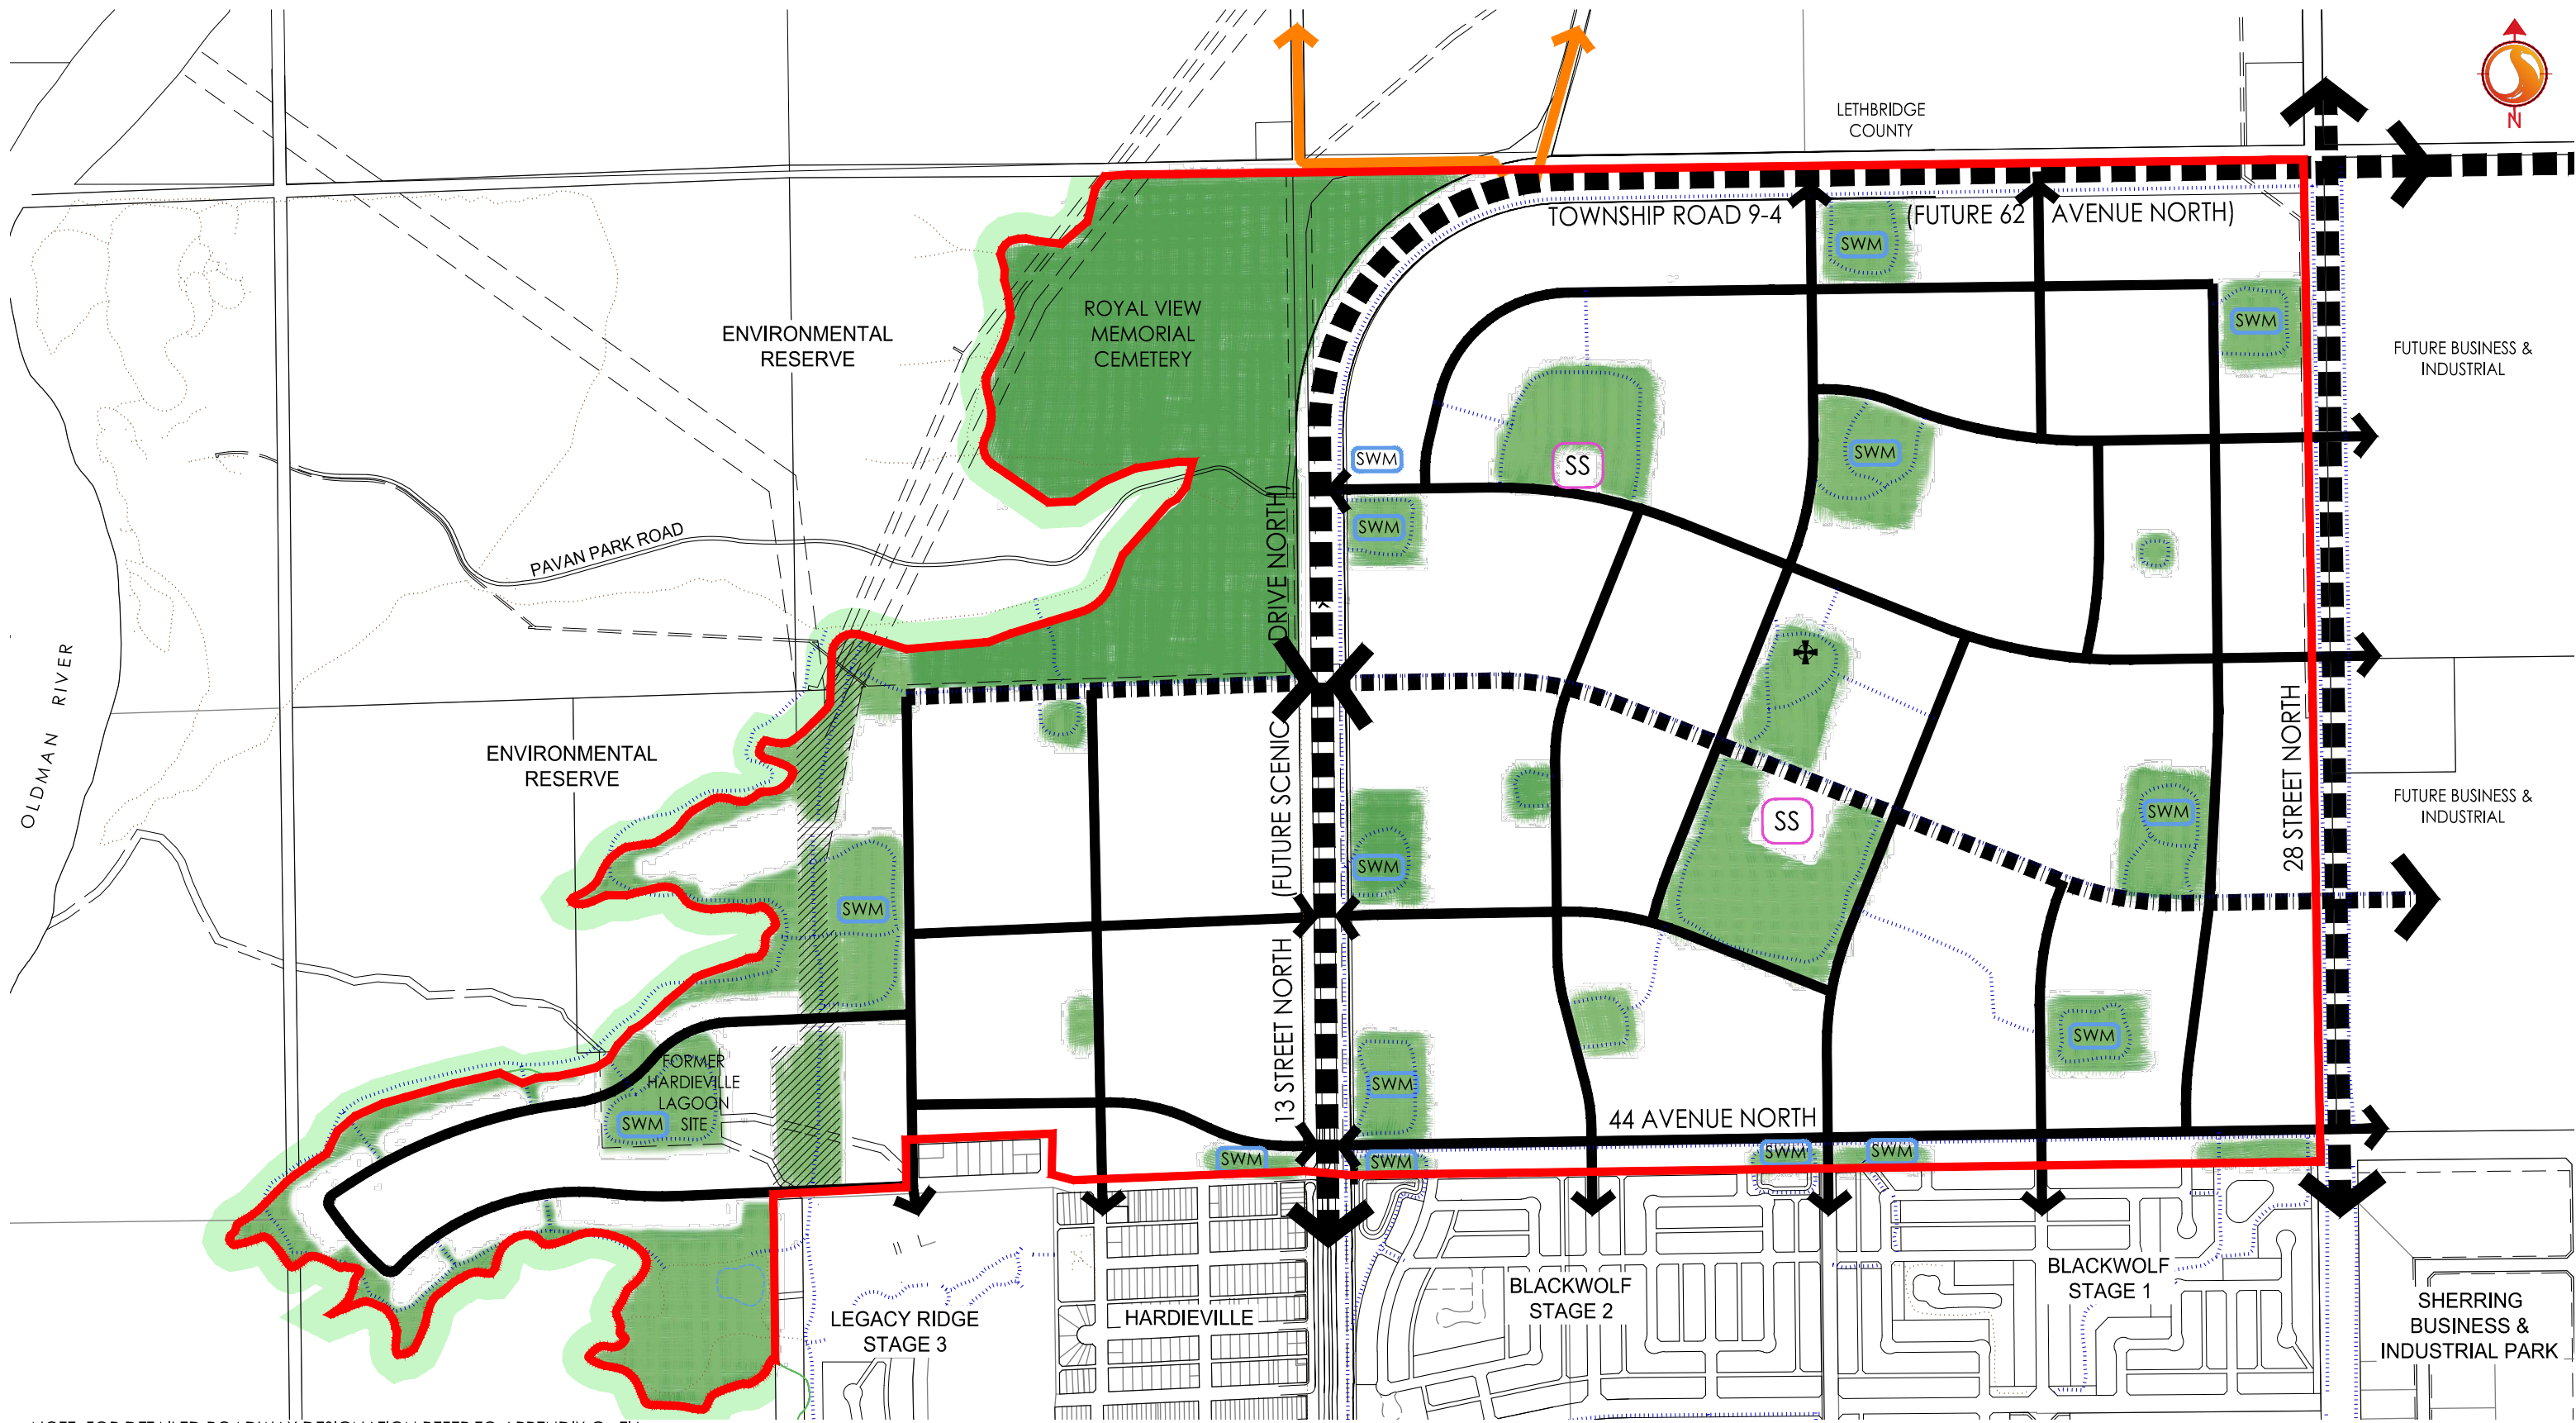 LETHBRIDGE
COUNTY
N
TOWNSHIP ROAD 9-4 (FUTURE 62 AVENUE NORTH)
SWM
SWM
ROYAL VIEW
MEMORIAL
CEMETERY
ENVIRONMENTAL
RESERVE
FUTURE BUSINESS &
INDUSTRIAL
SWM
SS
SWM
SWM
PAVAN PARK ROAD
13 STREET NORTH (FUTURE SCENIC DRIVE NORTH)
OLDMAN RIVER
ENVIRONMENTAL
RESERVE
28 STREET NORTH
FUTURE BUSINESS &
INDUSTRIAL
SS
SWM
SWM
SWM
SWM
FORMER
HARDIEVILLE
LAGOON
SITE
SWM
SWM
44 AVENUE NORTH
SWM
SWM
SWM
SWM
LEGACY RIDGE
STAGE 3
HARDIEVILLE
BLACKWOLF
STAGE 2
BLACKWOLF
STAGE 1
SHERRING
BUSINESS &
INDUSTRIAL PARK